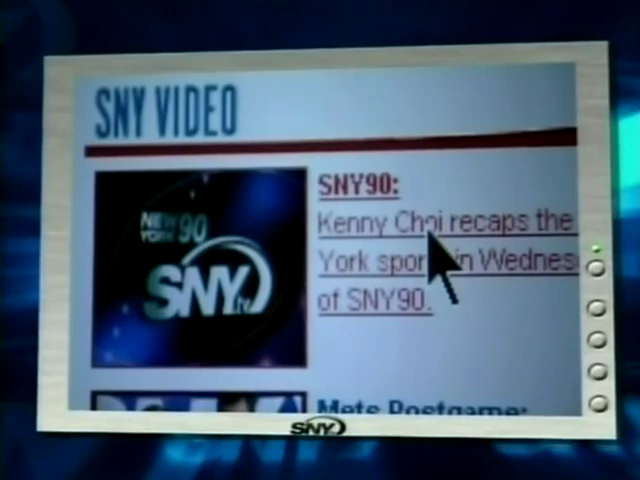 SNY VIDEO
NEW YORK 90
SNY.tv
SNY90:
Kenny Choi recaps the
York sports in Wednes
of SNY90.
Mets Postgame:
SNY